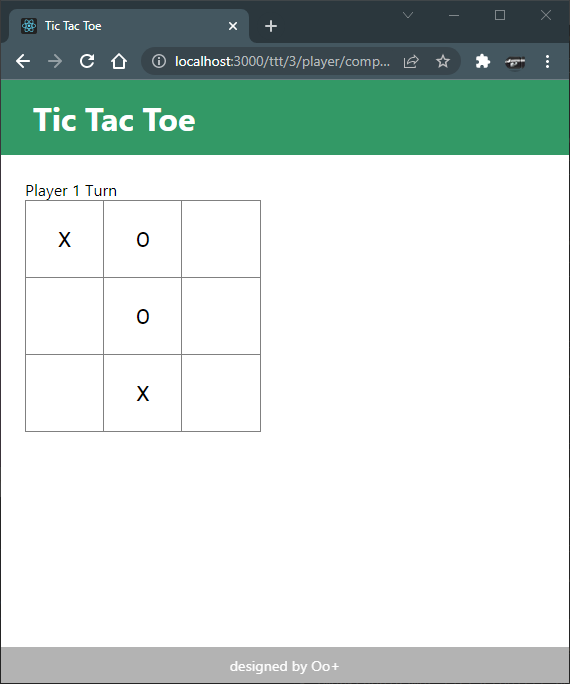 Tic Tac Toe
localhost:3000/ttt/3/player/comp...
Tic Tac Toe
Player 1 Turn
X O
O
X
designed by Oo+